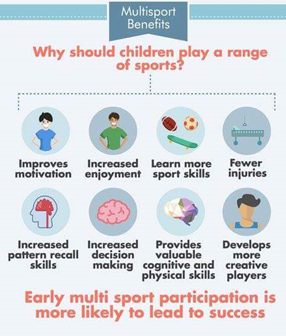 Multisport
Benefits
Why should children play a range
of sports?
Improves
motivation
Increased
enjoyment
Learn more
sport skills
Fewer
injuries
Increased
pattern recall
skills
Increased
decision
making
Provides
valuable
cognitive and
physical skills
Develops
more
creative
players
Early multi sport participation is
more likely to lead to success